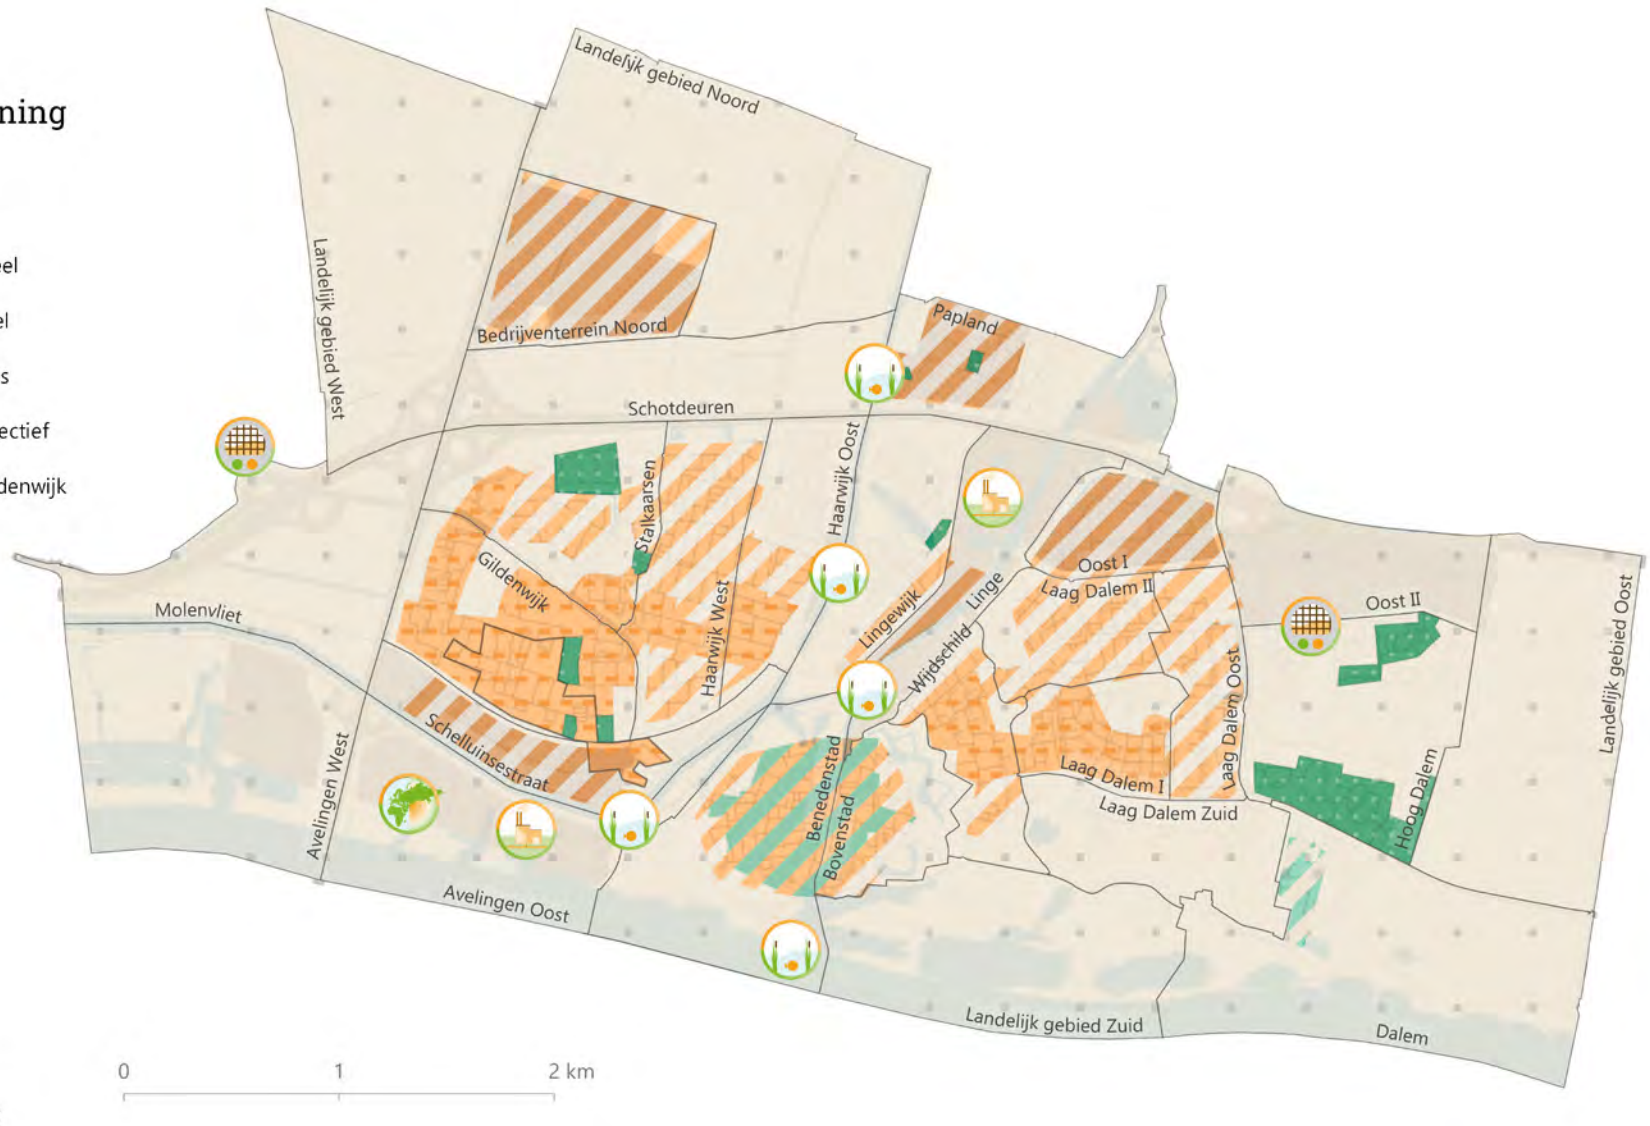 ning
eel
el
s
ectief
denwijk
Landelijk gebied Noord
Landelijk gebied West
Bedrijventerrein Noord
Papland
Schotdeuren
Haarwijk Oost
Stalkaarsen
Gildenwijk
Haarwijk West
Lingewijk
Linge
Wijdschild
Oost I
Laag Dalem II
Oost II
Landelijk gebied Oost
Molenvliet
Schelluinsestraat
Avelingen West
Benedenstad
Bovenstad
Laag Dalem I
Laag Dalem Oost
Laag Dalem Zuid
Hoog Dalem
Avelingen Oost
Landelijk gebied Zuid
Dalem
0 1 2 km